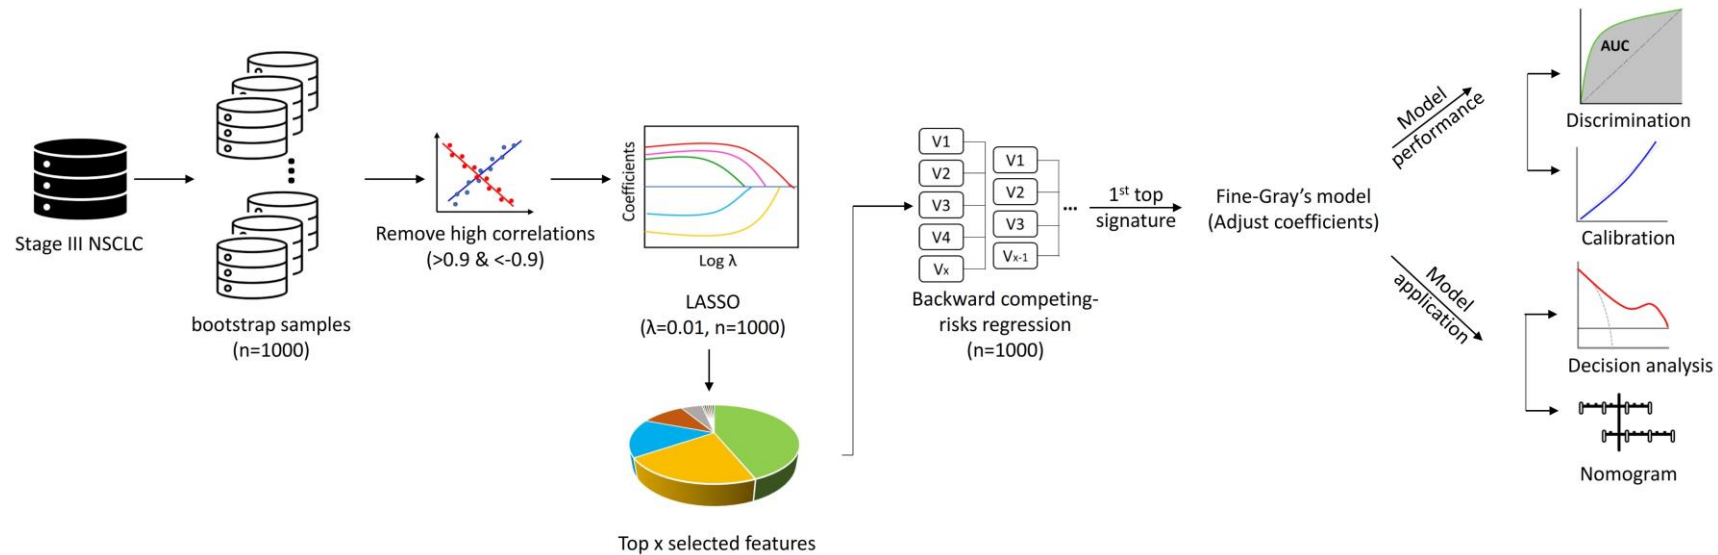 Stage III NSCLC
bootstrap samples
(n=1000)
Remove high correlations
(>0.9 & <-0.9)
Coefficients
Log λ
LASSO
(λ=0.01, n=1000)
Top x selected features
V1
V2
V3
V4
Vx
V1
V2
V3
Vx-1
...
Backward competing-
risks regression
(n=1000)
1st top
signature
Fine-Gray's model
(Adjust coefficients)
Model
performance
Model
application
AUC
Discrimination
Calibration
Decision analysis
Nomogram